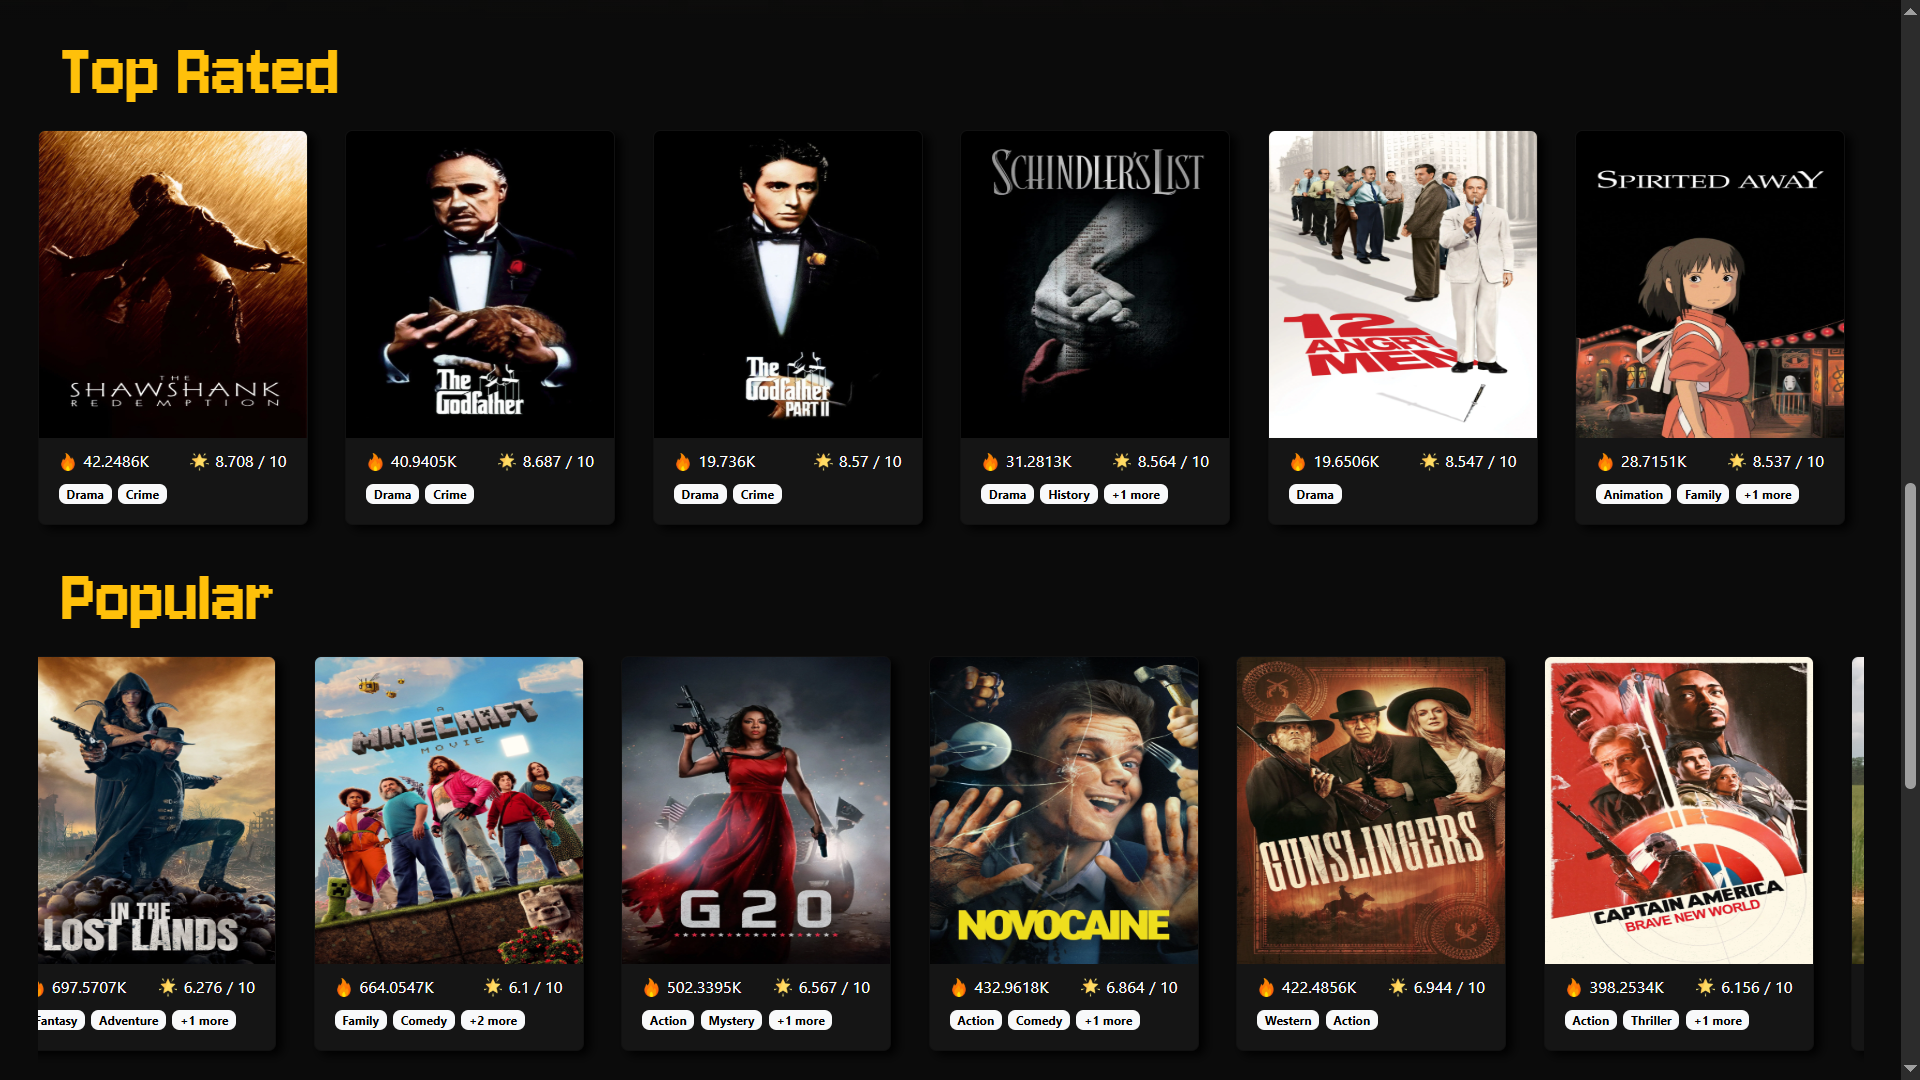 Top Rated
THE
SHAWSHANK
REDEMPTION
The
Godfather
The
Godfather
PART II
SCHINDLER'S LIST
12
ANGRY
MEN
SPIRITED AWAY
🔥 42.2486K 🌟 8.708 / 10
Drama Crime
🔥 40.9405K 🌟 8.687 / 10
Drama Crime
🔥 19.736K 🌟 8.57 / 10
Drama Crime
🔥 31.2813K 🌟 8.564 / 10
Drama History +1 more
🔥 19.6506K 🌟 8.547 / 10
Drama
🔥 28.7151K 🌟 8.537 / 10
Animation Family +1 more
Popular
IN THE
LOST LANDS
A
MINECRAFT
MOVIE
G20
NOVOCAINE
GUNSLINGERS
CAPTAIN AMERICA
BRAVE NEW WORLD
697.5707K 🌟 6.276 / 10
Fantasy Adventure +1 more
🔥 664.0547K 🌟 6.1 / 10
Family Comedy +2 more
🔥 502.3395K 🌟 6.567 / 10
Action Mystery +1 more
🔥 432.9618K 🌟 6.864 / 10
Action Comedy +1 more
🔥 422.4856K 🌟 6.944 / 10
Western Action
🔥 398.2534K 🌟 6.156 / 10
Action Thriller +1 more